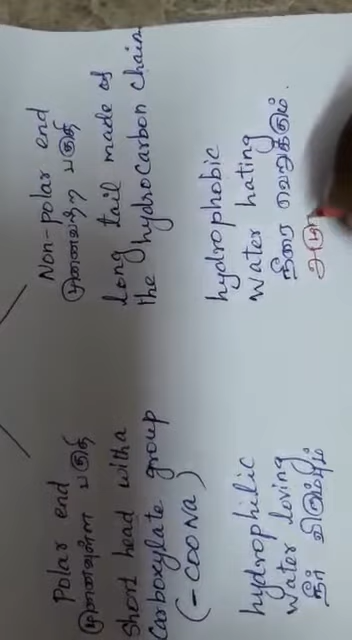 Polar end
முனைவுள்ள பகுதி
Short head with a
Carboxylate group
(-COONa)
hydrophilic
Water loving
நீர் விரும்பும்
Non-polar end
முனைவற்ற பகுதி
long tail made of
the hydrocarbon chain
hydrophobic
Water hating
நீரை வெறுக்கும்.